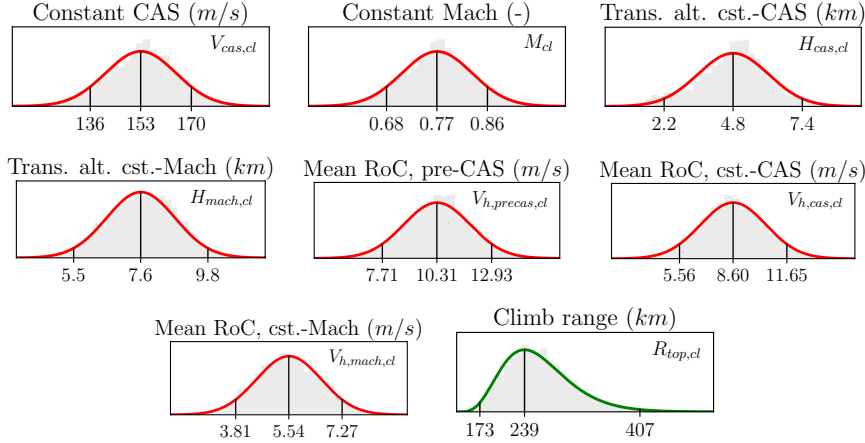 Constant CAS (m/s)
V_{cas,cl}
136 153 170
Constant Mach (-)
M_{cl}
0.68 0.77 0.86
Trans. alt. cst.-CAS (km)
H_{cas,cl}
2.2 4.8 7.4
Trans. alt. cst.-Mach (km)
H_{mach,cl}
5.5 7.6 9.8
Mean RoC, pre-CAS (m/s)
V_{h,precas,cl}
7.71 10.31 12.93
Mean RoC, cst.-CAS (m/s)
V_{h,cas,cl}
5.56 8.60 11.65
Mean RoC, cst.-Mach (m/s)
V_{h,mach,cl}
3.81 5.54 7.27
Climb range (km)
R_{top,cl}
173 239 407